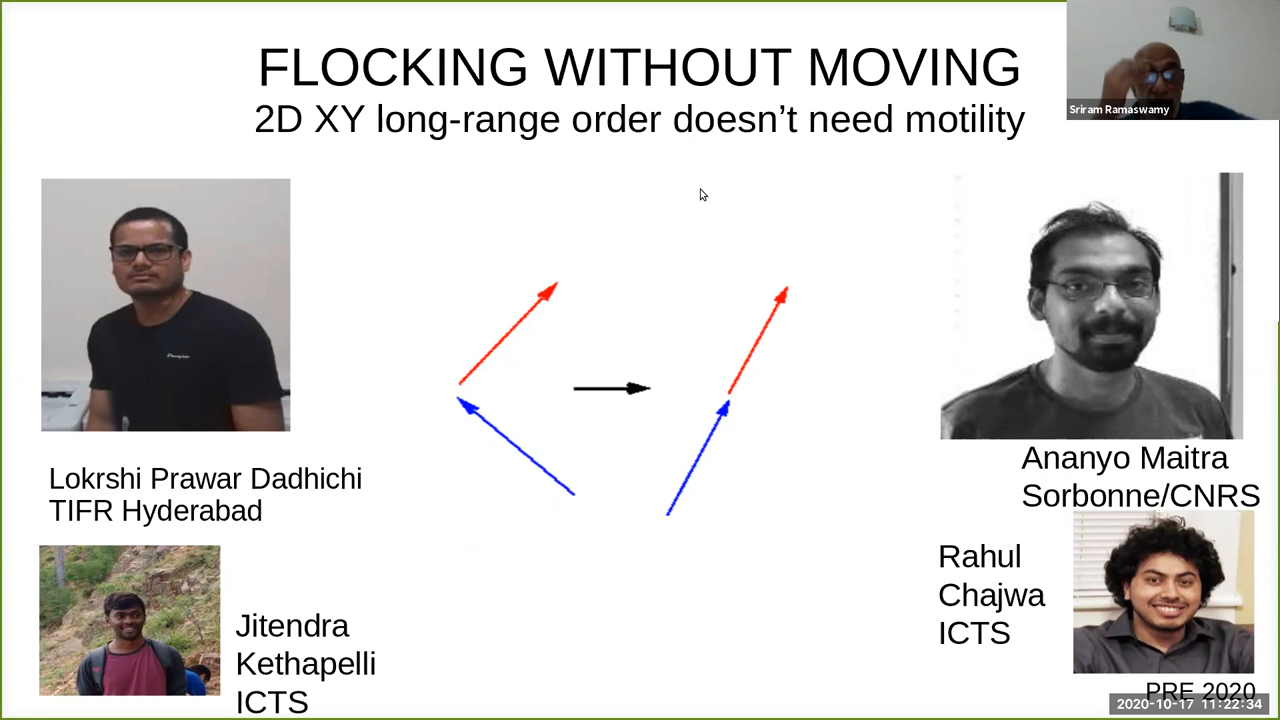 FLOCKING WITHOUT MOVING
2D XY long-range order doesn’t need motility
Sriram Ramaswamy
Lokrshi Prawar Dadhichi
TIFR Hyderabad
Ananyo Maitra
Sorbonne/CNRS
Jitendra
Kethapelli
ICTS
Rahul
Chajwa
ICTS
PRE 2020
2020-10-17 11:22:34